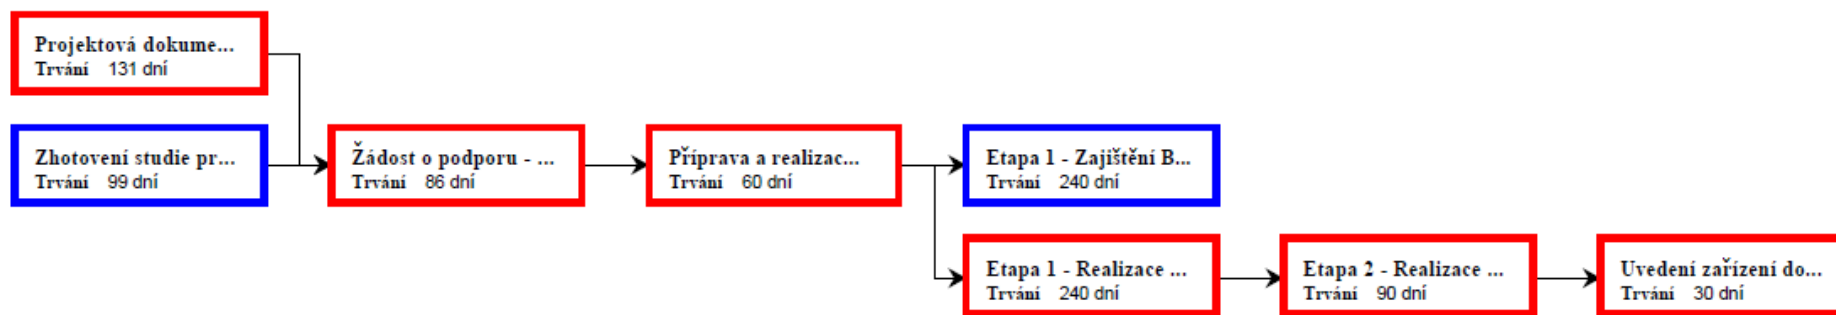 Projektová dokume...
Trvání 131 dní
Zhotovení studie pr...
Trvání 99 dní
Žádost o podporu - ...
Trvání 86 dní
Příprava a realizac...
Trvání 60 dní
Etapa 1 - Zajištění B...
Trvání 240 dní
Etapa 1 - Realizace ...
Trvání 240 dní
Etapa 2 - Realizace ...
Trvání 90 dní
Uvedení zařízení do...
Trvání 30 dní